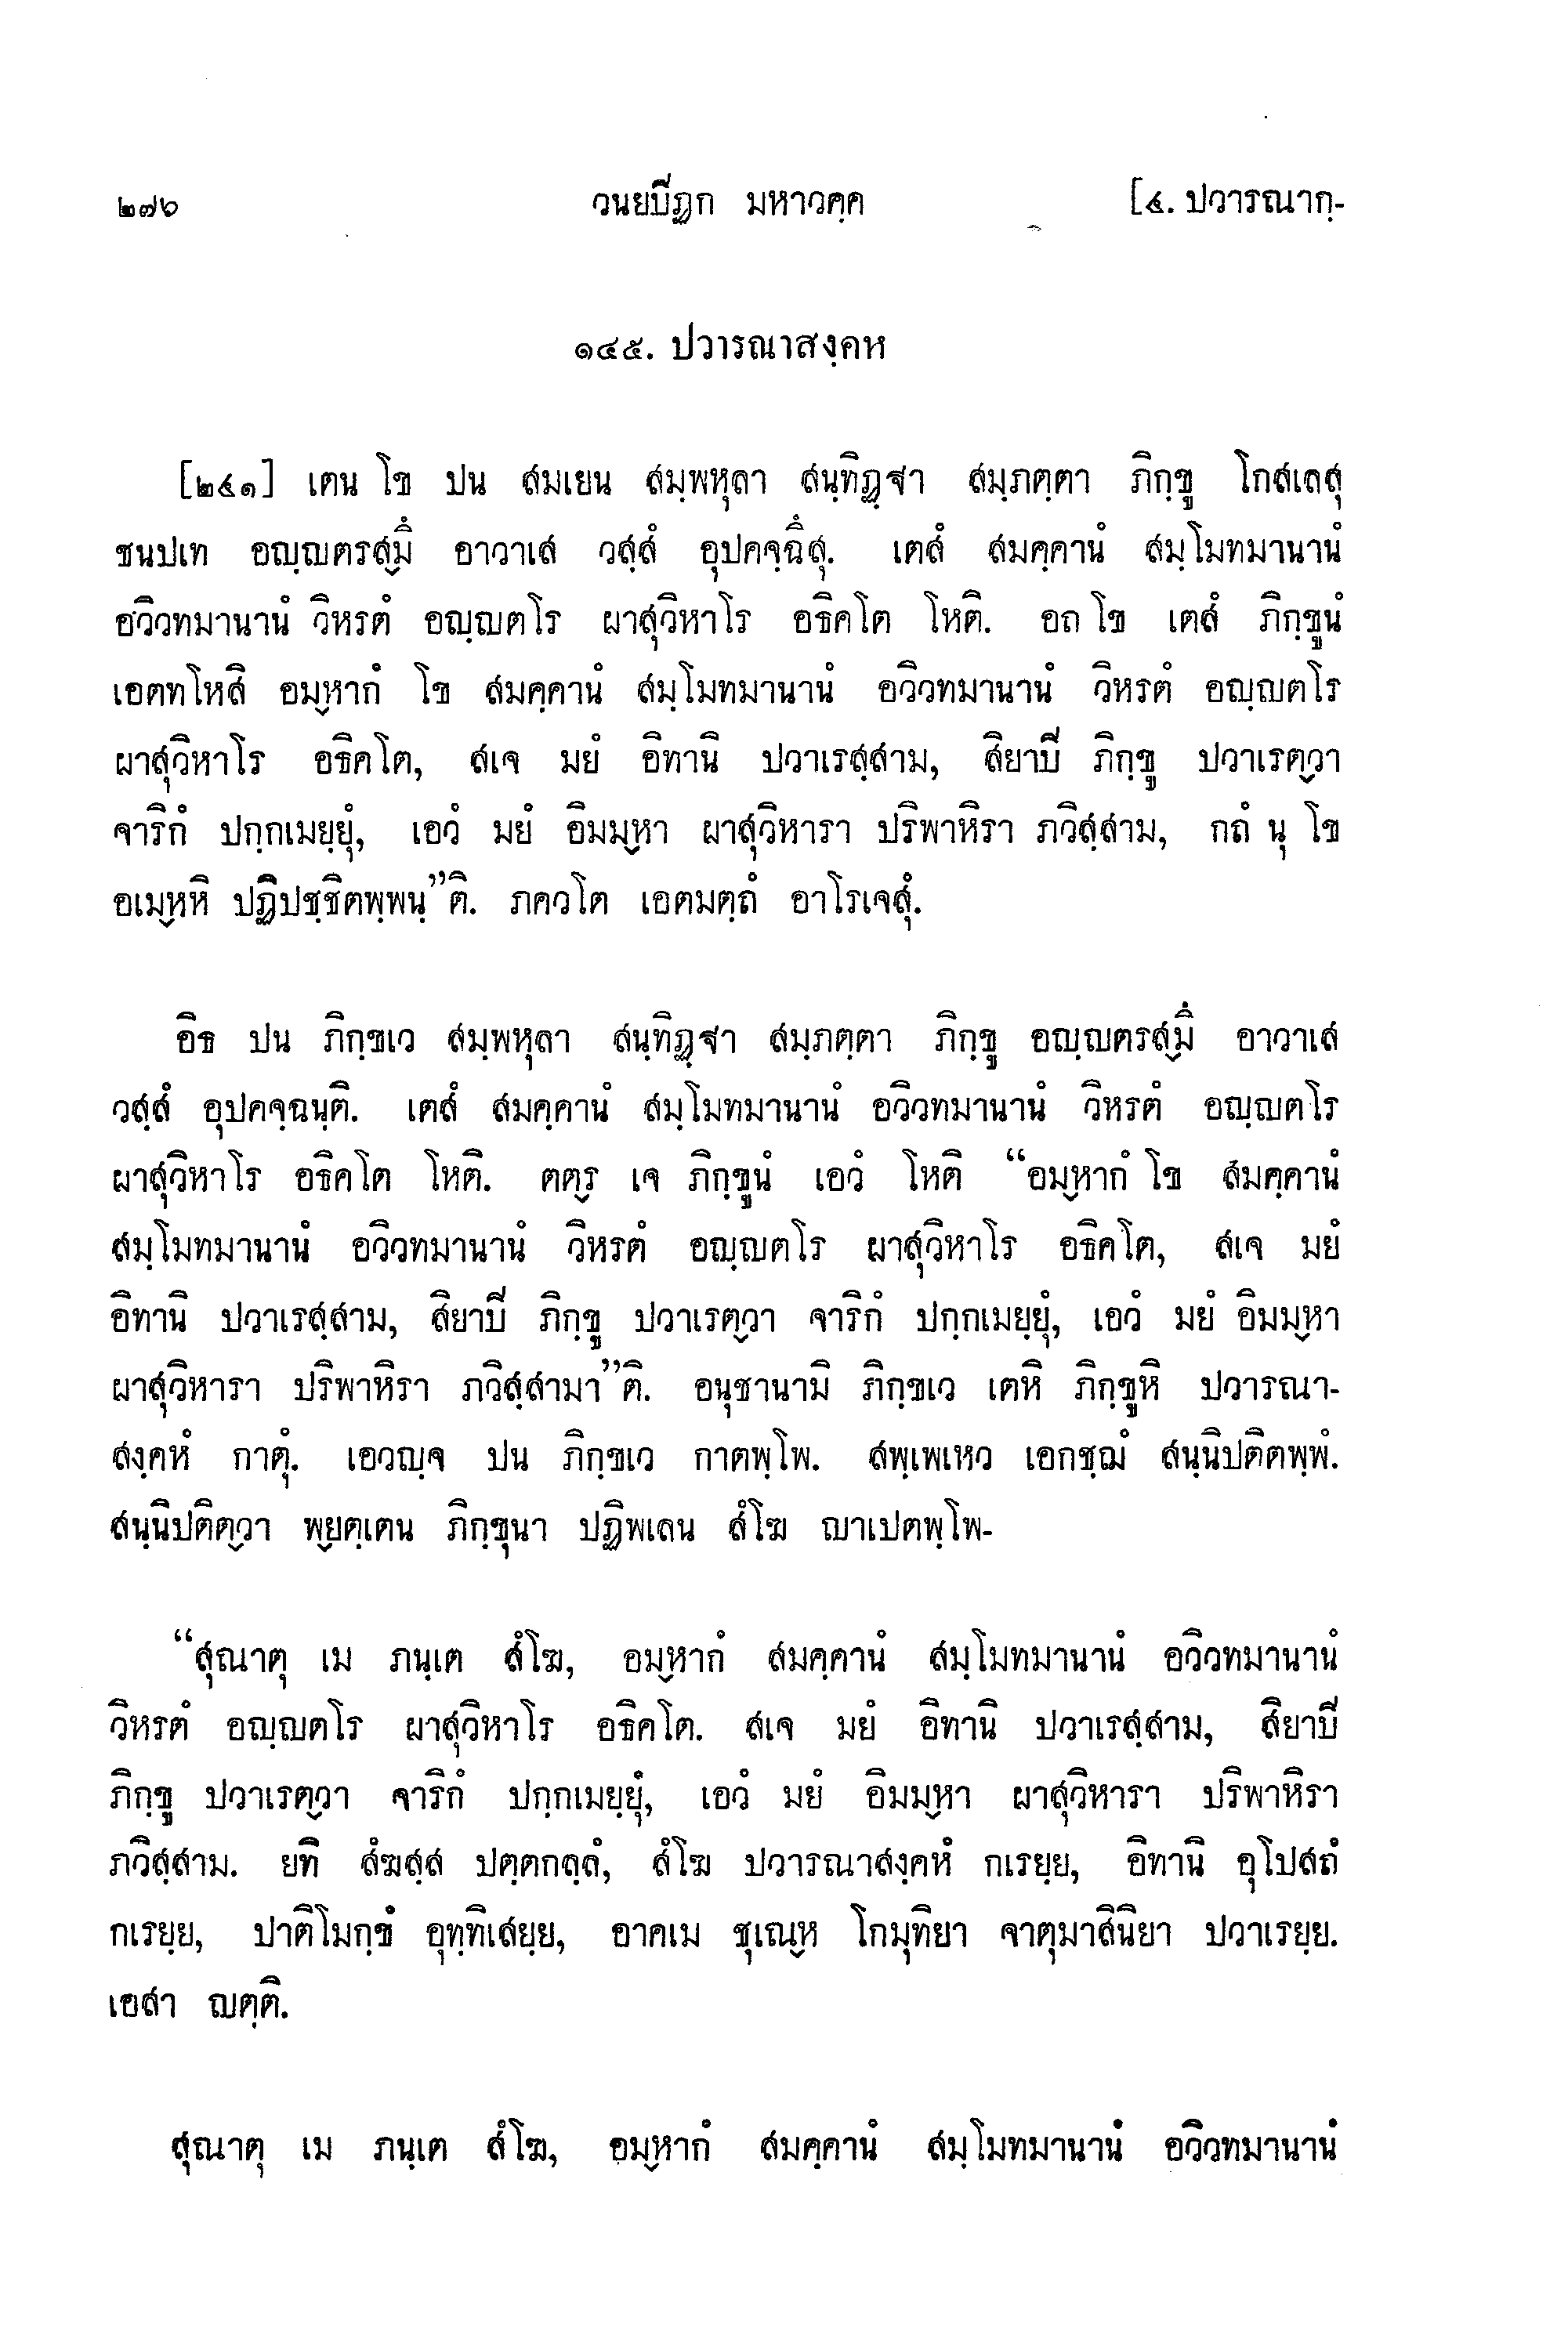 ๒๗๖ วนยปิฏก มหาวคฺค [๔. ปวารณากฺ-
๑๔๕. ปวารณาสงฺคห
[๒๔๑] เตน โข ปน สมเยน สมฺพหุลา สนฺทิฏฺฐา สมฺภตฺตา ภิกฺขู โกสเลสุ
ชนปเท อญฺญตรสฺมึ อาวาเส วสฺสํ อุปคจฺฉึสุ. เตสํ สมคฺคานํ สมฺโมทมานานํ
อวิวทมานานํ วิหรตํ อญฺญตโร ผาสุวิหาโร อธิคโต โหติ. อถ โข เตสํ ภิกฺขูนํ
เอตทโหสิ อมฺหากํ โข สมคฺคานํ สมฺโมทมานานํ อวิวทมานานํ วิหรตํ อญฺญตโร
ผาสุวิหาโร อธิคโต, สเจ มยํ อิทานิ ปวาเรสฺสาม, สิยาปิ ภิกฺขู ปวาเรตฺวา
จาริกํ ปกฺกเมยฺยุํ, เอวํ มยํ อิมมฺหา ผาสุวิหารา ปริพาหิรา ภวิสฺสาม, กถํ นุ โข
อเมฺหหิ ปฏิปชฺชิตพฺพนฺ”ติ. ภควโต เอตมตฺถํ อาโรเจสุํ.
อิธ ปน ภิกฺขเว สมฺพหุลา สนฺทิฏฺฐา สมฺภตฺตา ภิกฺขู อญฺญตรสฺมึ อาวาเส
วสฺสํ อุปคจฺฉนฺติ. เตสํ สมคฺคานํ สมฺโมทมานานํ อวิวทมานานํ วิหรตํ อญฺญตโร
ผาสุวิหาโร อธิคโต โหติ. ตตฺร เจ ภิกฺขูนํ เอวํ โหติ “อมฺหากํ โข สมคฺคานํ
สมฺโมทมานานํ อวิวทมานานํ วิหรตํ อญฺญตโร ผาสุวิหาโร อธิคโต, สเจ มยํ
อิทานิ ปวาเรสฺสาม, สิยาปิ ภิกฺขู ปวาเรตฺวา จาริกํ ปกฺกเมยฺยุํ, เอวํ มยํ อิมมฺหา
ผาสุวิหารา ปริพาหิรา ภวิสฺสามา”ติ. อนุชานามิ ภิกฺขเว เตหิ ภิกฺขูหิ ปวารณา-
สงฺคหํ กาตุํ. เอวญฺจ ปน ภิกฺขเว กาตพฺโพ. สพฺเพเหว เอกชฺฌํ สนฺนิปติตพฺพํ.
สนฺนิปติตฺวา พฺยตฺเตน ภิกฺขุนา ปฏิพเลน สํโฆ ญาเปตพฺโพ-
“สุณาตุ เม ภนฺเต สํโฆ, อมฺหากํ สมคฺคานํ สมฺโมทมานานํ อวิวทมานานํ
วิหรตํ อญฺญตโร ผาสุวิหาโร อธิคโต. สเจ มยํ อิทานิ ปวาเรสฺสาม, สิยาปิ
ภิกฺขู ปวาเรตฺวา จาริกํ ปกฺกเมยฺยุํ, เอวํ มยํ อิมมฺหา ผาสุวิหารา ปริพาหิรา
ภวิสฺสาม. ยทิ สํฆสฺส ปตฺตกลฺลํ, สํโฆ ปวารณาสงฺคหํ กเรยฺย, อิทานิ อุโปสถํ
กเรยฺย, ปาติโมกฺขํ อุทฺทิเสยฺย, อาคเม ชุเณฺห โกมุทิยา จาตุมาสินิยา ปวาเรยฺย.
เอสา ญตฺติ.
สุณาตุ เม ภนฺเต สํโฆ, อมฺหากํ สมคฺคานํ สมฺโมทมานานํ อวิวทมานานํ